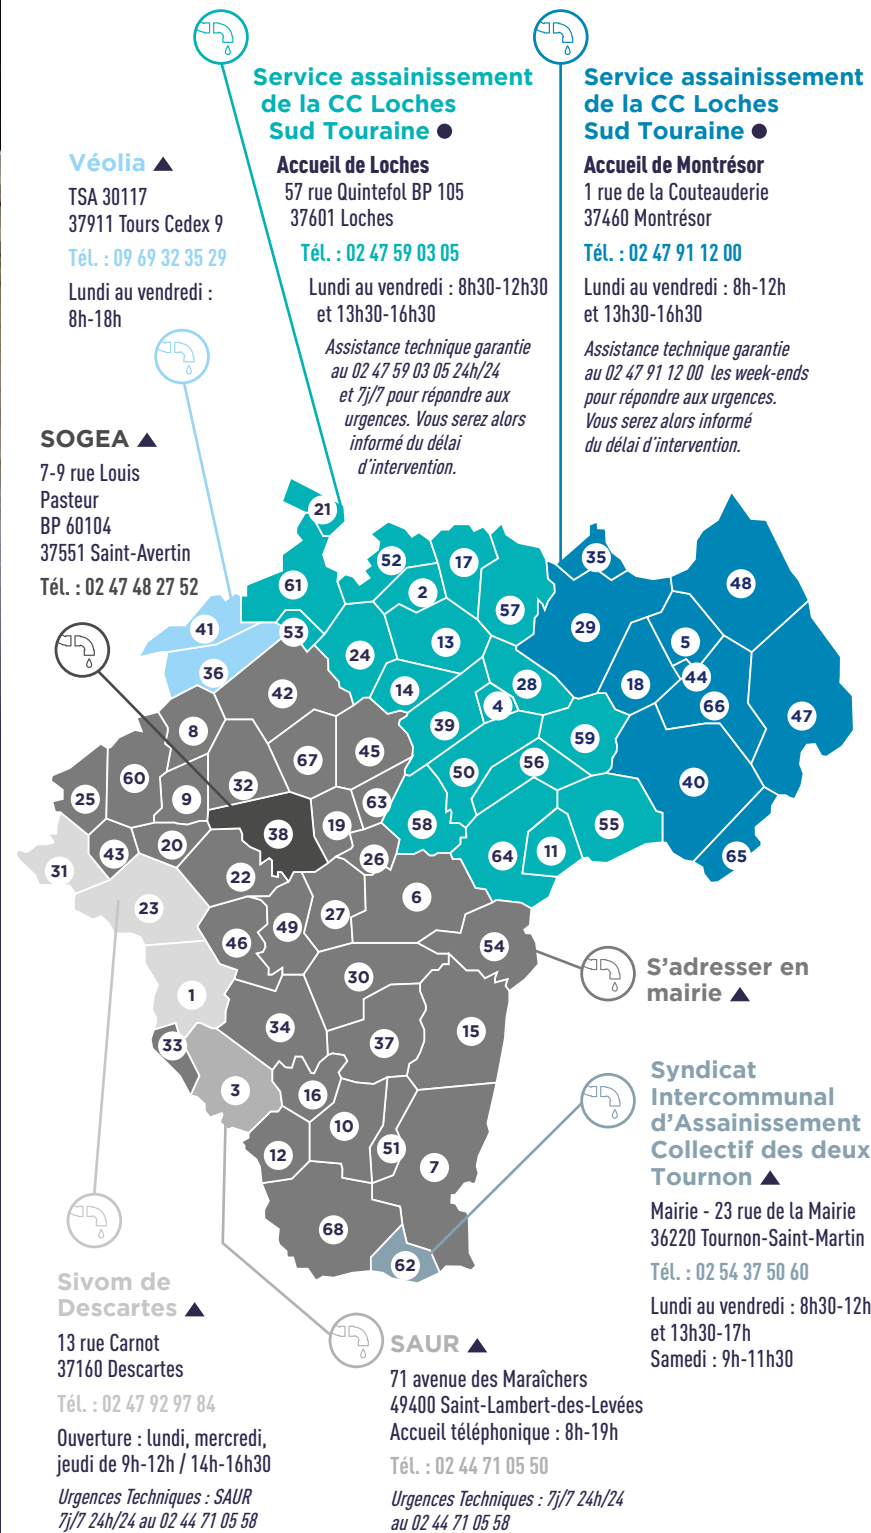 Service assainissement
de la CC Loches
Sud Touraine ●
Accueil de Loches
57 rue Quintefol BP 105
37601 Loches
Tél. : 02 47 59 03 05
Lundi au vendredi : 8h30-12h30
et 13h30-16h30
Assistance technique garantie
au 02 47 59 03 05 24h/24
et 7j/7 pour répondre aux
urgences. Vous serez alors
informé du délai
d'intervention.
Service assainissement
de la CC Loches
Sud Touraine ●
Accueil de Montrésor
1 rue de la Couteauderie
37460 Montrésor
Tél. : 02 47 91 12 00
Lundi au vendredi : 8h-12h
et 13h30-16h30
Assistance technique garantie
au 02 47 91 12 00 les week-ends
pour répondre aux urgences.
Vous serez alors informé
du délai d'intervention.
Véolia ▲
TSA 30117
37911 Tours Cedex 9
Tél. : 09 69 32 35 29
Lundi au vendredi :
8h-18h
SOGEA ▲
7-9 rue Louis
Pasteur
BP 60104
37551 Saint-Avertin
Tél. : 02 47 48 27 52
21
52
17
35
61
2
57
48
41
53
13
29
5
24
36
28
18
44
42
14
4
66
47
8
39
59
67
45
50
56
60
32
40
25
9
63
38
19
58
55
20
43
26
64
11
65
31
22
6
23
27
49
46
54
30
1
34
15
37
33
3
16
10
12
51
7
68
62
S'adresser en
mairie ▲
Syndicat
Intercommunal
d'Assainissement
Collectif des deux
Tournon ▲
Mairie - 23 rue de la Mairie
36220 Tournon-Saint-Martin
Tél. : 02 54 37 50 60
Lundi au vendredi : 8h30-12h
et 13h30-17h
Samedi : 9h-11h30
Sivom de
Descartes ▲
13 rue Carnot
37160 Descartes
Tél. : 02 47 92 97 84
Ouverture : lundi, mercredi,
jeudi de 9h-12h / 14h-16h30
Urgences Techniques : SAUR
7j/7 24h/24 au 02 44 71 05 58
SAUR ▲
71 avenue des Maraîchers
49400 Saint-Lambert-des-Levées
Accueil téléphonique : 8h-19h
Tél. : 02 44 71 05 50
Urgences Techniques : 7j/7 24h/24
au 02 44 71 05 58